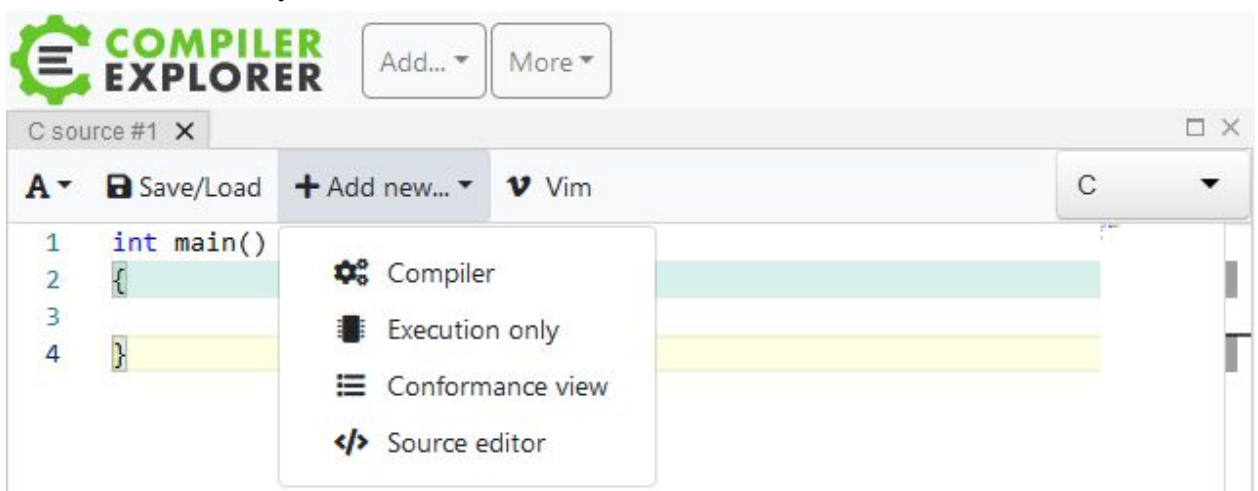 COMPILER
EXPLORER
Add...
More
C source #1
A
Save/Load
Add new...
Vim
C
1 int main()
2 {
3
4 }
Compiler
Execution only
Conformance view
Source editor